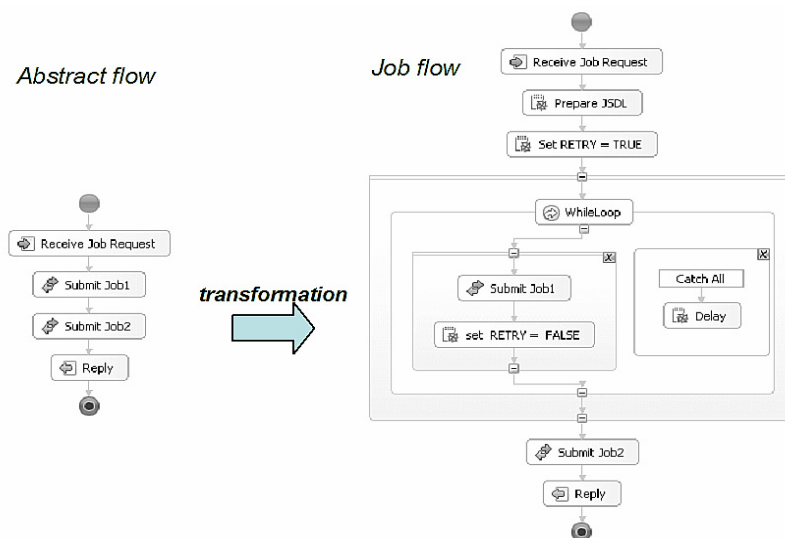 Abstract flow
Receive Job Request
Submit Job1
Submit Job2
Reply
transformation
Job flow
Receive Job Request
Prepare JSDL
Set RETRY = TRUE
WhileLoop
Submit Job1
set RETRY = FALSE
Catch All
Delay
Submit Job2
Reply